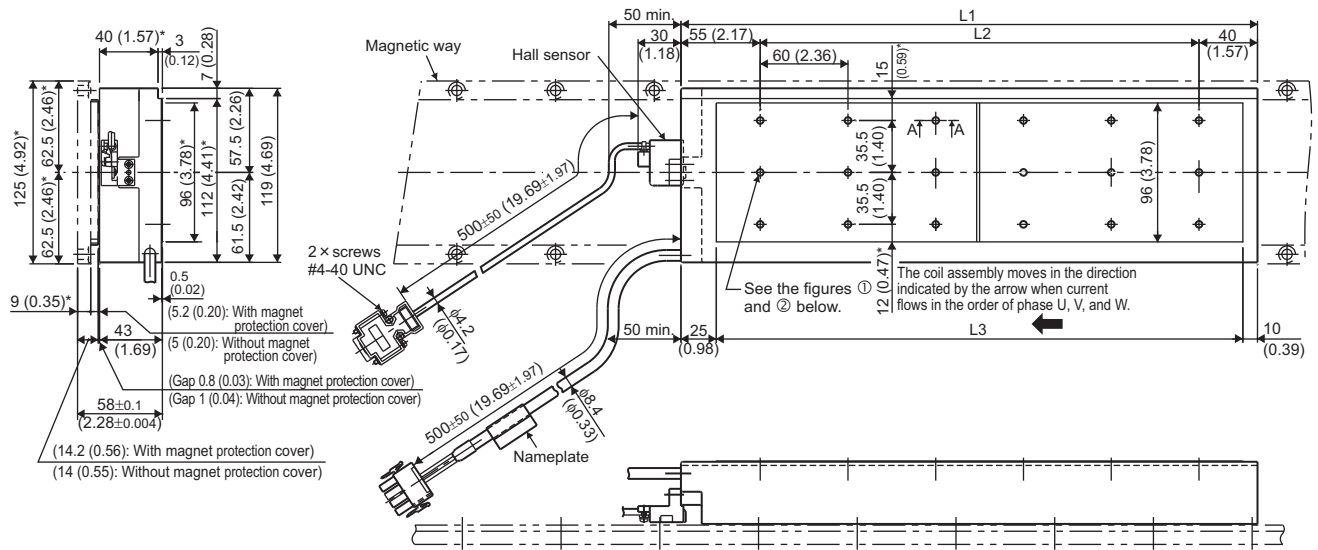 50 min.
L1
40 (1.57)*
3
(0.12)
7 (0.28)
30
(1.18)
55 (2.17)
L2
40
(1.57)
Magnetic way
Hall sensor
60 (2.36)
15
(0.59)*
125 (4.92)*
62.5 (2.46)*
62.5 (2.46)*
96 (3.78)*
112 (4.41)*
57.5 (2.26)
61.5 (2.42)
119 (4.69)
A
A
35.5
(1.40)
35.5
(1.40)
96 (3.78)
500±50 (19.69±1.97)
2 × screws
#4-40 UNC
0.5
(0.02)
12 (0.47)*
9 (0.35)*
(5.2 (0.20): With magnet
protection cover)
(5 (0.20): Without magnet
protection cover)
43
(1.69)
φ4.2
(φ0.17)
See the figures ①
and ② below.
The coil assembly moves in the direction
indicated by the arrow when current
flows in the order of phase U, V, and W.
50 min.
25
(0.98)
L3
10
(0.39)
(Gap 0.8 (0.03): With magnet protection cover)
(Gap 1 (0.04): Without magnet protection cover)
58±0.1
(2.28±0.004)
500±50 (19.69±1.97)
φ8.4
(φ0.33)
Nameplate
(14.2 (0.56): With magnet protection cover)
(14 (0.55): Without magnet protection cover)